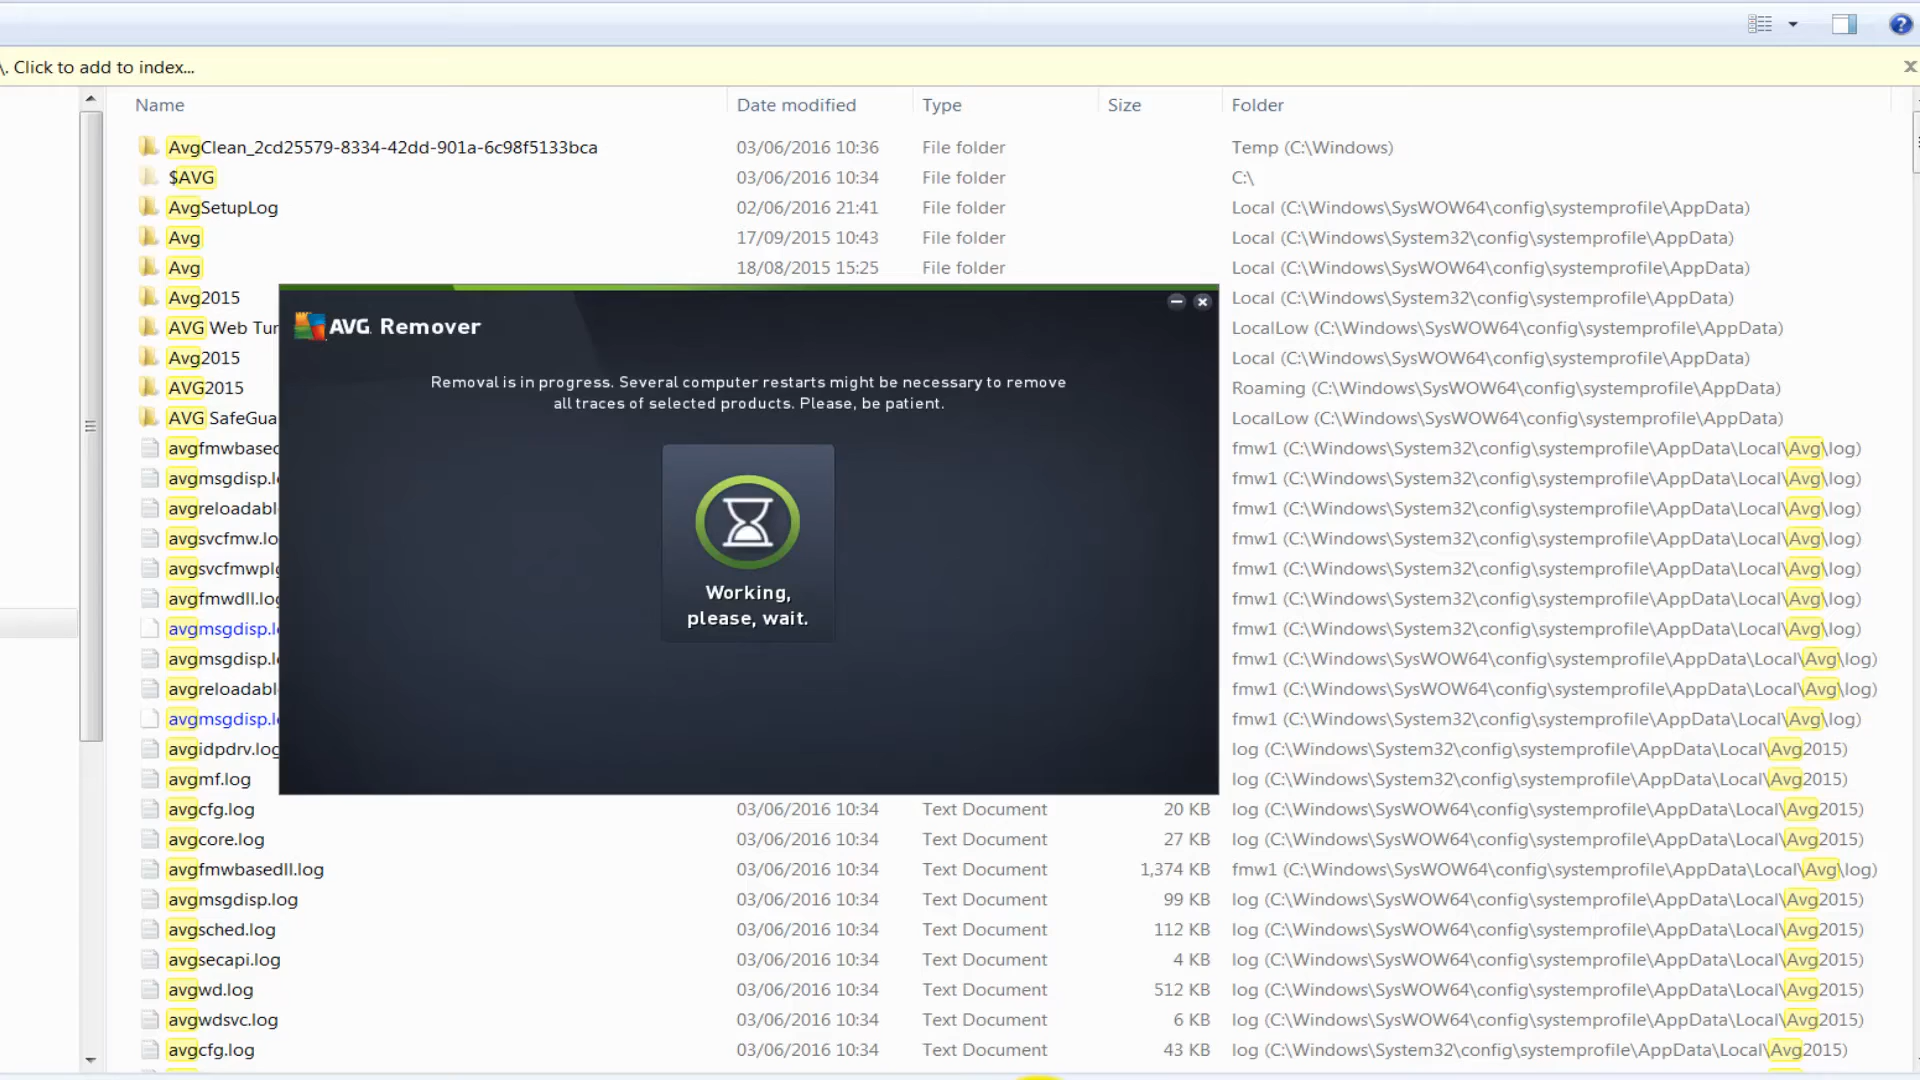 \. Click to add to index...
Name Date modified Type Size Folder
AvgClean_2cd25579-8334-42dd-901a-6c98f5133bca 03/06/2016 10:36 File folder Temp (C:\Windows)
$AVG 03/06/2016 10:34 File folder C:\
AvgSetupLog 02/06/2016 21:41 File folder Local (C:\Windows\SysWOW64\config\systemprofile\AppData)
Avg 17/09/2015 10:43 File folder Local (C:\Windows\System32\config\systemprofile\AppData)
Avg 18/08/2015 15:25 File folder Local (C:\Windows\SysWOW64\config\systemprofile\AppData)
Avg2015 Local (C:\Windows\System32\config\systemprofile\AppData)
AVG Web Tu LocalLow (C:\Windows\SysWOW64\config\systemprofile\AppData)
Avg2015 Local (C:\Windows\SysWOW64\config\systemprofile\AppData)
AVG2015 Roaming (C:\Windows\SysWOW64\config\systemprofile\AppData)
AVG SafeGua LocalLow (C:\Windows\SysWOW64\config\systemprofile\AppData)
avgfmwbased fmw1 (C:\Windows\System32\config\systemprofile\AppData\Local\Avg\log)
avgmsgdisp.l fmw1 (C:\Windows\System32\config\systemprofile\AppData\Local\Avg\log)
avgreloadabl fmw1 (C:\Windows\System32\config\systemprofile\AppData\Local\Avg\log)
avgsvcfmw.lo fmw1 (C:\Windows\System32\config\systemprofile\AppData\Local\Avg\log)
avgsvcfmwpl fmw1 (C:\Windows\System32\config\systemprofile\AppData\Local\Avg\log)
avgfmwdll.log fmw1 (C:\Windows\System32\config\systemprofile\AppData\Local\Avg\log)
avgmsgdisp.l fmw1 (C:\Windows\System32\config\systemprofile\AppData\Local\Avg\log)
avgmsgdisp.l fmw1 (C:\Windows\SysWOW64\config\systemprofile\AppData\Local\Avg\log)
avgreloadabl fmw1 (C:\Windows\SysWOW64\config\systemprofile\AppData\Local\Avg\log)
avgmsgdisp.l fmw1 (C:\Windows\System32\config\systemprofile\AppData\Local\Avg\log)
avgidpdrv.log log (C:\Windows\System32\config\systemprofile\AppData\Local\Avg2015)
avgmf.log log (C:\Windows\System32\config\systemprofile\AppData\Local\Avg2015)
avgcfg.log 03/06/2016 10:34 Text Document 20 KB log (C:\Windows\SysWOW64\config\systemprofile\AppData\Local\Avg2015)
avgcore.log 03/06/2016 10:34 Text Document 27 KB log (C:\Windows\SysWOW64\config\systemprofile\AppData\Local\Avg2015)
avgfmwbasedll.log 03/06/2016 10:34 Text Document 1,374 KB fmw1 (C:\Windows\SysWOW64\config\systemprofile\AppData\Local\Avg\log)
avgmsgdisp.log 03/06/2016 10:34 Text Document 99 KB log (C:\Windows\SysWOW64\config\systemprofile\AppData\Local\Avg2015)
avgsched.log 03/06/2016 10:34 Text Document 112 KB log (C:\Windows\SysWOW64\config\systemprofile\AppData\Local\Avg2015)
avgsecapi.log 03/06/2016 10:34 Text Document 4 KB log (C:\Windows\SysWOW64\config\systemprofile\AppData\Local\Avg2015)
avgwd.log 03/06/2016 10:34 Text Document 512 KB log (C:\Windows\SysWOW64\config\systemprofile\AppData\Local\Avg2015)
avgwdsvc.log 03/06/2016 10:34 Text Document 6 KB log (C:\Windows\SysWOW64\config\systemprofile\AppData\Local\Avg2015)
avgcfg.log 03/06/2016 10:34 Text Document 43 KB log (C:\Windows\System32\config\systemprofile\AppData\Local\Avg2015)
AVG. Remover
Removal is in progress. Several computer restarts might be necessary to remove
all traces of selected products. Please, be patient.
Working,
please, wait.